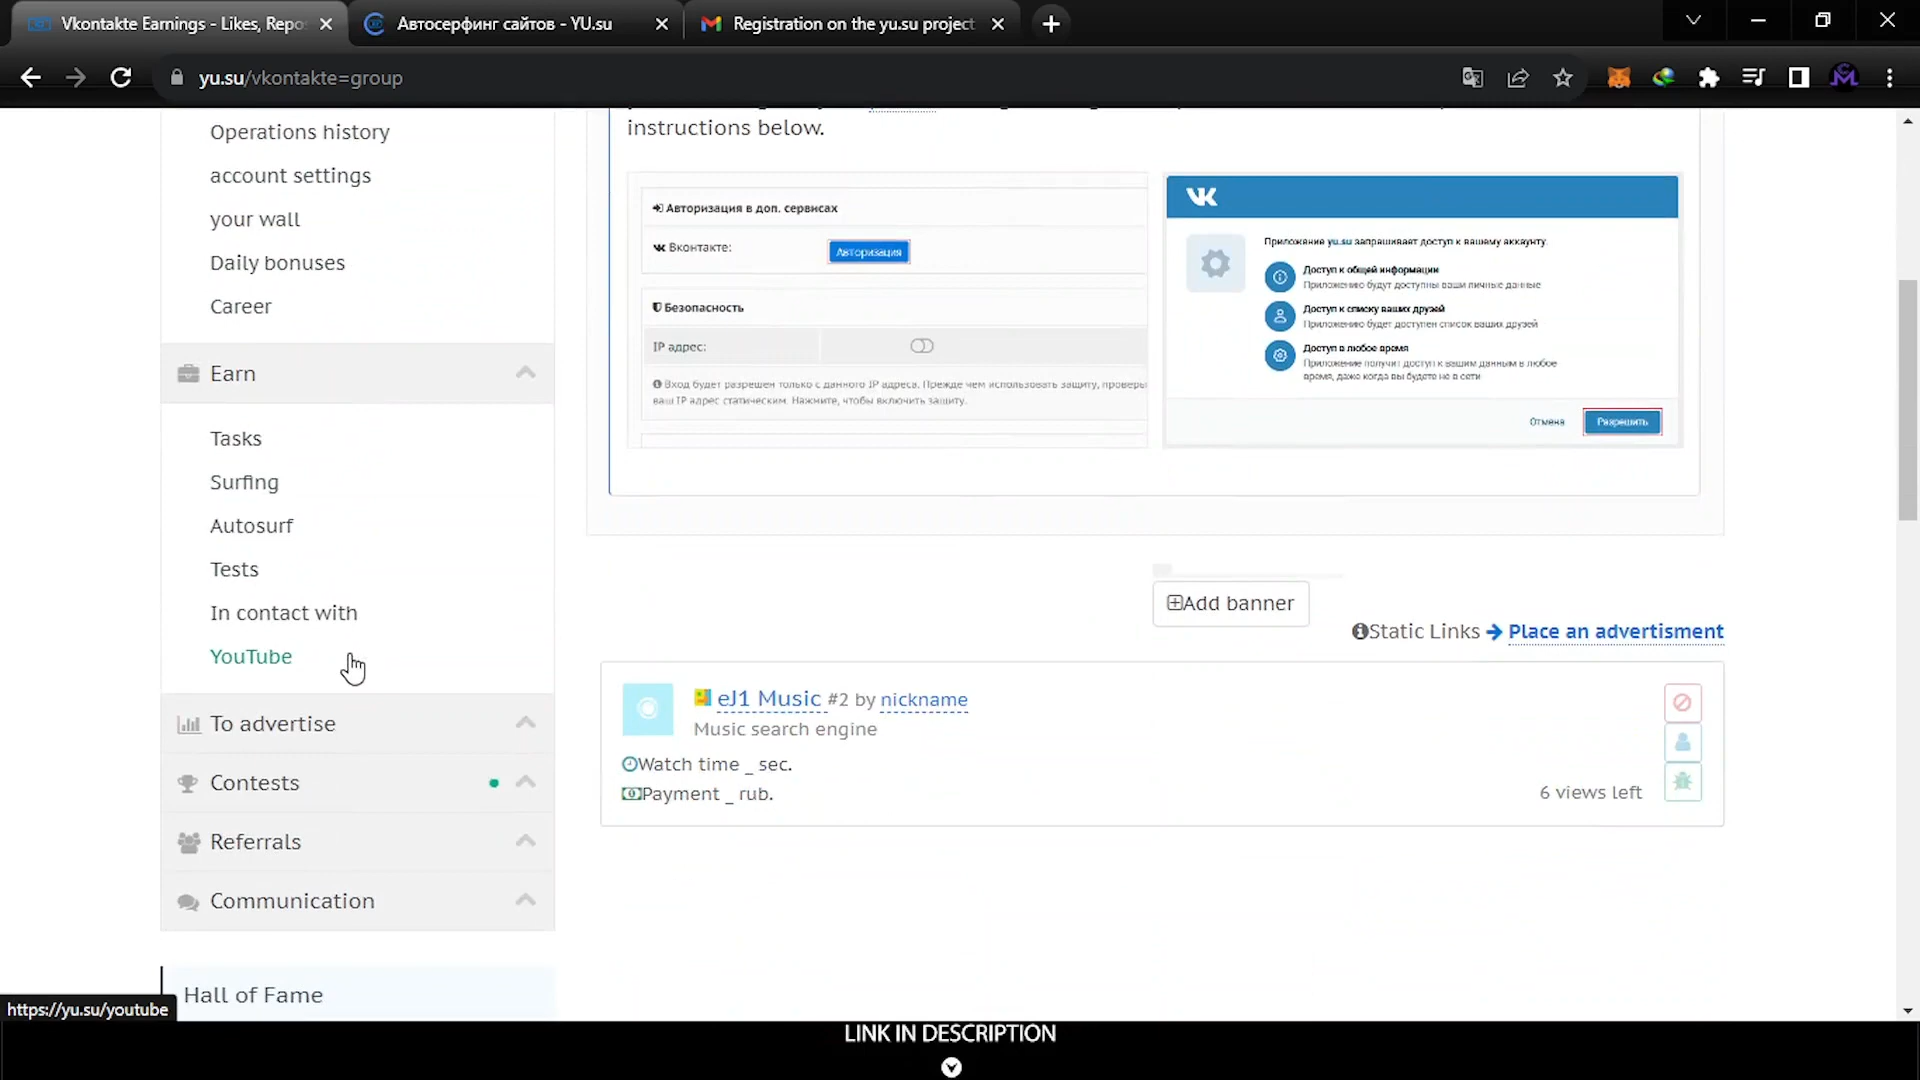 Vkontakte Earnings - Likes, Repo
Автосерфинг сайтов - YU.su
Registration on the yu.su project
yu.su/vkontakte=group
Operations history
account settings
your wall
Daily bonuses
Career
Earn
Tasks
Surfing
Autosurf
Tests
In contact with
YouTube
To advertise
Contests
Referrals
Communication
Hall of Fame
instructions below.
Авторизация в доп. сервисах
Вконтакте:
Авторизация
Безопасность
IP адрес:
Вход будет разрешен только с данного IP адреса. Прежде чем использовать защиту, проверь
ваш IP адрес статическим. Нажмите, чтобы включить защиту.
Приложение yu.su запрашивает доступ к вашему аккаунту.
Доступ к общей информации
Приложению будут доступны ваши личные данные
Доступ к списку ваших друзей
Приложению будет доступен список ваших друзей
Доступ в любое время
Приложение получит доступ к вашим данным в любое
время, даже когда вы будете не в сети
Отмена
Разрешить
Add banner
Static Links
Place an advertisment
eJ1 Music #2 by nickname
Music search engine
Watch time _ sec.
Payment _ rub.
6 views left
https://yu.su/youtube
LINK IN DESCRIPTION